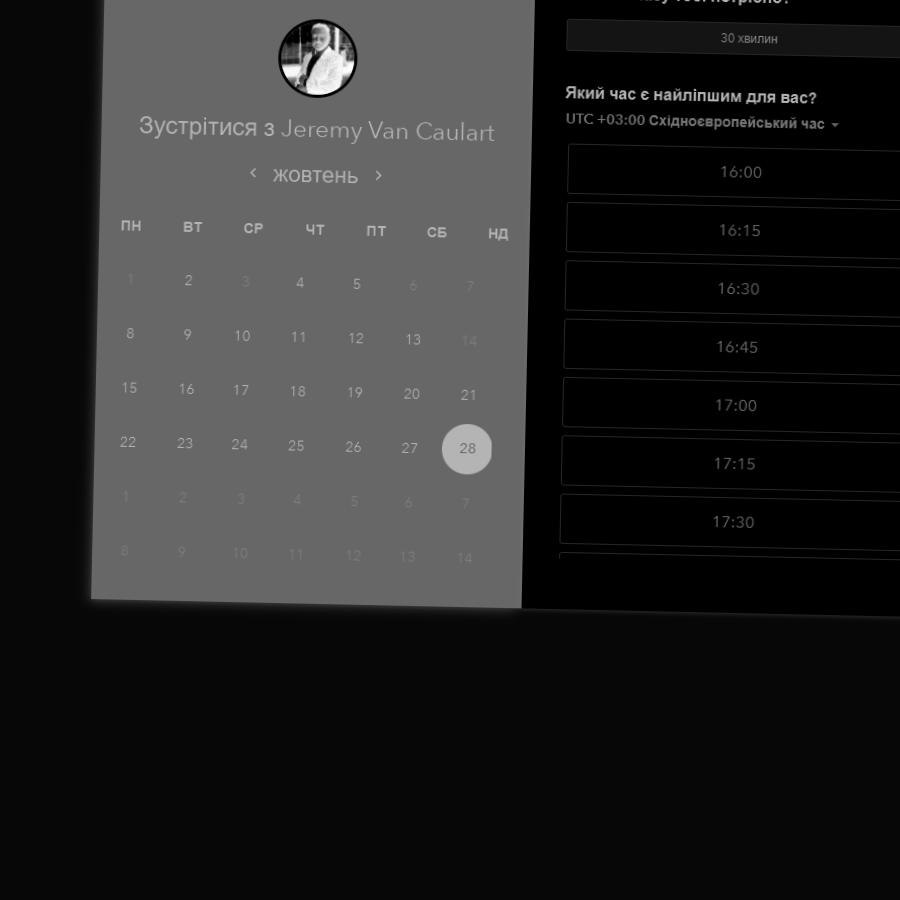 Зустрітися з Jeremy Van Caulart
жовтень
ПН ВТ СР ЧТ ПТ СБ НД
1 2 3 4 5 6 7
8 9 10 11 12 13 14
15 16 17 18 19 20 21
22 23 24 25 26 27 28
1 2 3 4 5 6 7
8 9 10 11 12 13 14
30 хвилин
Який час є найліпшим для вас?
UTC +03:00 Східноєвропейський час
16:00
16:15
16:30
16:45
17:00
17:15
17:30